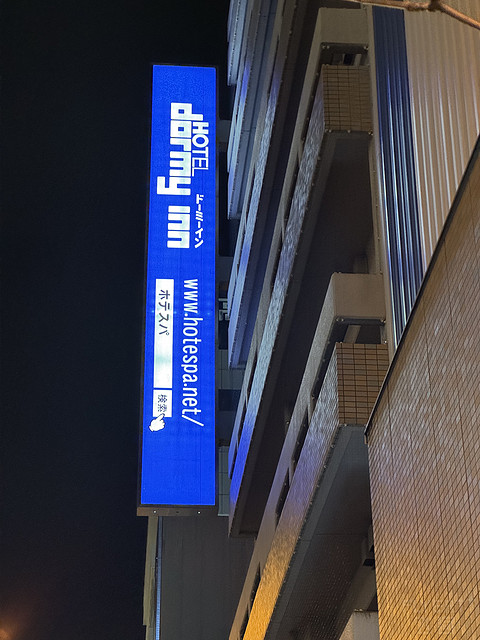 HOTEL
dormy inn
ドーミーイン
www.hotespa.net/
ホテスパ
検索